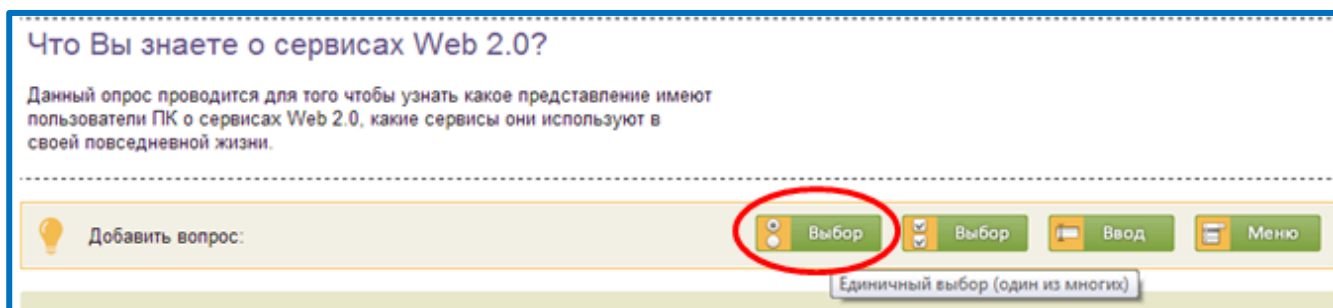 Что Вы знаете о сервисах Web 2.0?
Данный опрос проводится для того чтобы узнать какое представление имеют
пользователи ПК о сервисах Web 2.0, какие сервисы они используют в
своей повседневной жизни.
Добавить вопрос: Выбор Выбор Ввод Меню
Единичный выбор (один из многих)